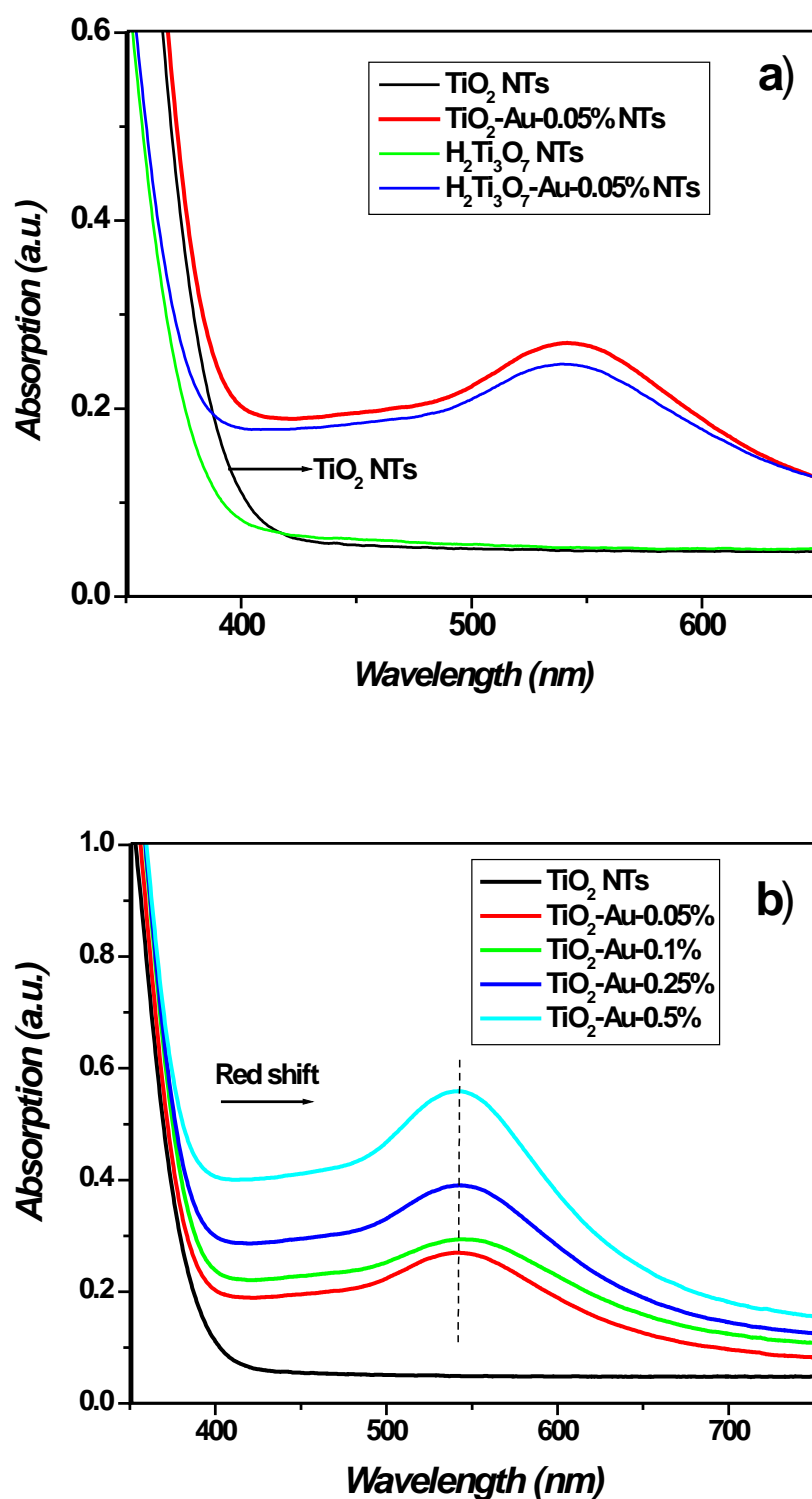 a)
TiO₂ NTs
TiO₂-Au-0.05% NTs
H₂Ti₃O₇ NTs
H₂Ti₃O₇-Au-0.05% NTs
0.6
0.4
0.2
0.0
Absorption (a.u.)
TiO₂ NTs
400 500 600
Wavelength (nm)
b)
TiO₂ NTs
TiO₂-Au-0.05%
TiO₂-Au-0.1%
TiO₂-Au-0.25%
TiO₂-Au-0.5%
1.0
0.8
0.6
0.4
0.2
0.0
Absorption (a.u.)
Red shift
400 500 600 700
Wavelength (nm)